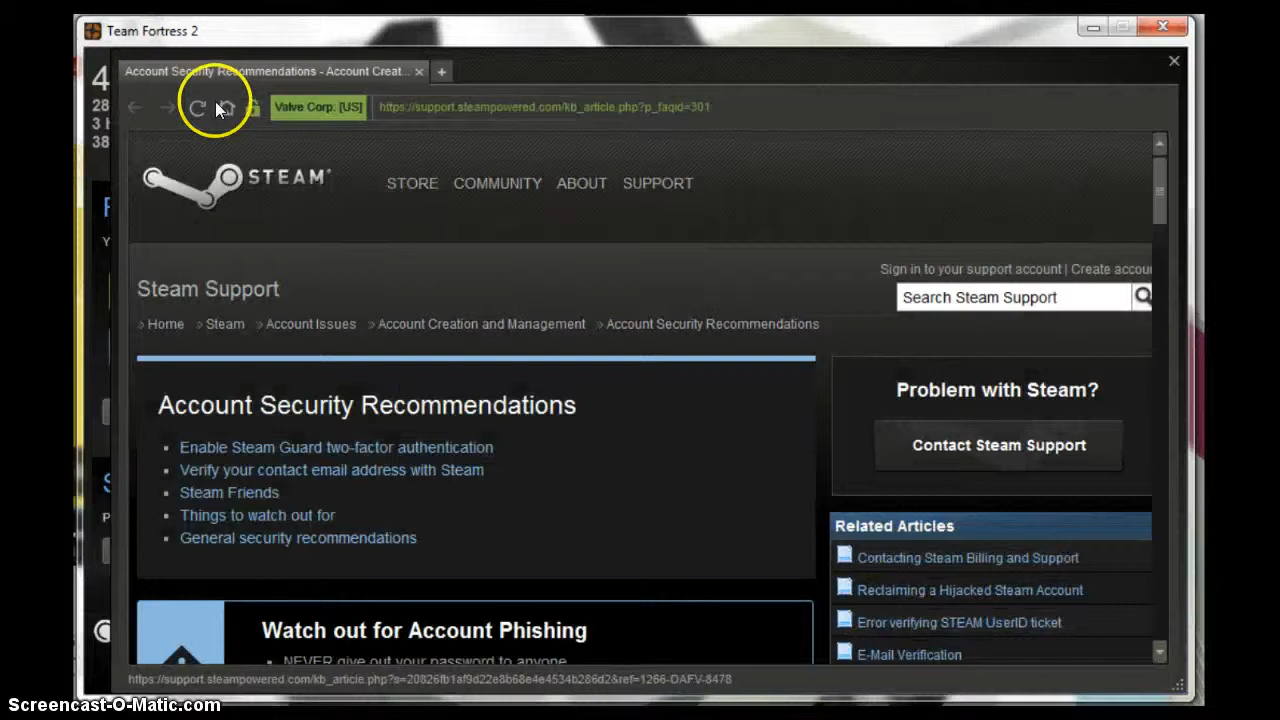 Team Fortress 2
Account Security Recommendations - Account Creat...
Valve Corp. [US]
https://support.steampowered.com/kb_article.php?p_faqid=301
4
28
3 h
38
STEAM®
STORE COMMUNITY ABOUT SUPPORT
Sign in to your support account | Create accou
Steam Support
Search Steam Support
Home Steam Account Issues Account Creation and Management Account Security Recommendations
Account Security Recommendations
Enable Steam Guard two-factor authentication
Verify your contact email address with Steam
Steam Friends
Things to watch out for
General security recommendations
Problem with Steam?
Contact Steam Support
Related Articles
Contacting Steam Billing and Support
Reclaiming a Hijacked Steam Account
Error verifying STEAM UserID ticket
E-Mail Verification
Watch out for Account Phishing
NEVER give out your password to anyone
https://support.steampowered.com/kb_article.php?s=20826fb1af9d22e8b68e4e4534b286d2&ref=1266-DAFV-8478
Screencast-O-Matic.com